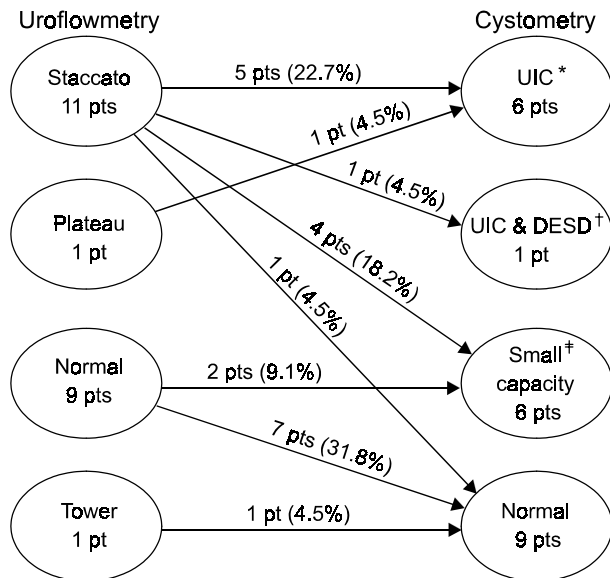 Uroflowmetry
Cystometry
Staccato
11 pts
5 pts (22.7%)
UIC *
6 pts
1 pt (4.5%)
1 pt (4.5%)
Plateau
1 pt
UIC & DESD †
1 pt
4 pts (18.2%)
1 pt (4.5%)
Normal
9 pts
2 pts (9.1%)
Small ‡
capacity
6 pts
7 pts (31.8%)
Tower
1 pt
1 pt (4.5%)
Normal
9 pts